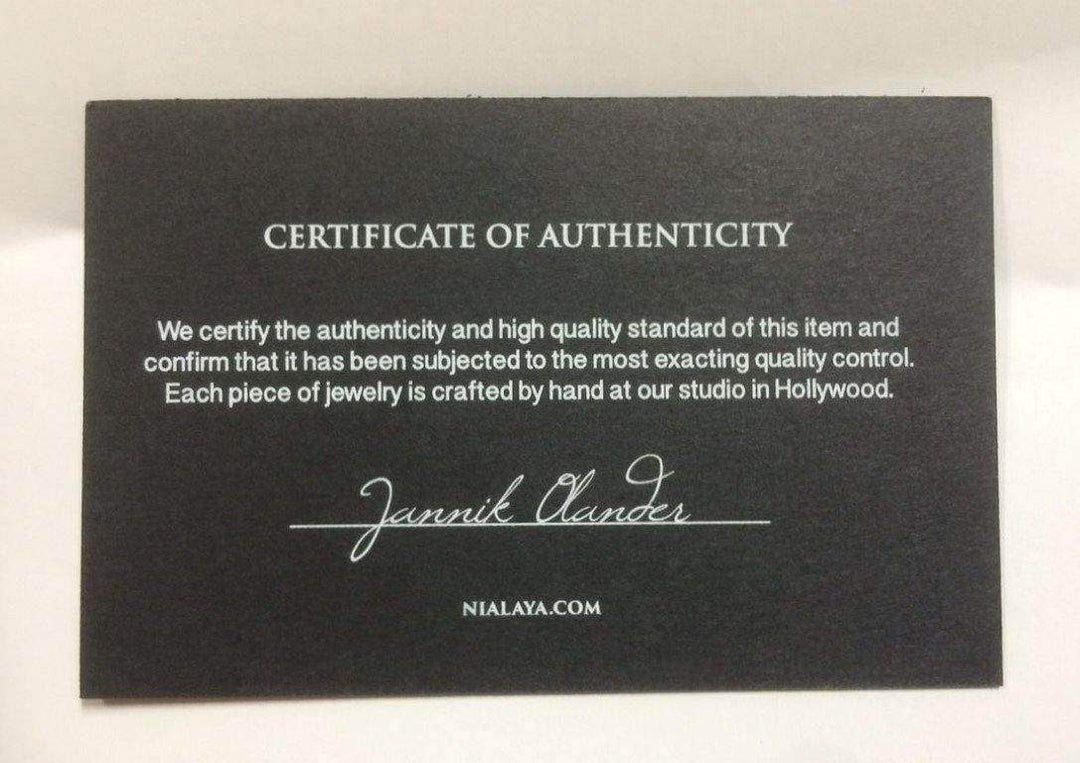 CERTIFICATE OF AUTHENTICITY
We certify the authenticity and high quality standard of this item and
confirm that it has been subjected to the most exacting quality control.
Each piece of jewelry is crafted by hand at our studio in Hollywood.
Jannik Olander
NIALAYA.COM